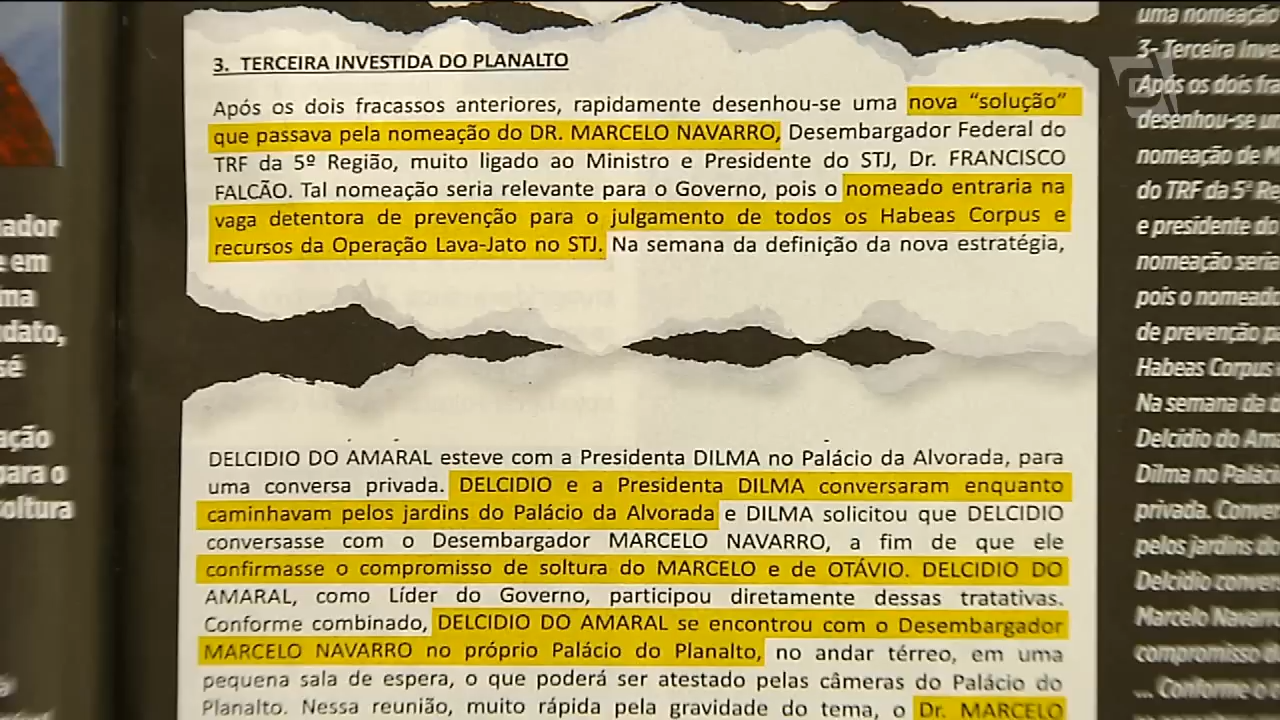 3. TERCEIRA INVESTIDA DO PLANALTO
Após os dois fracassos anteriores, rapidamente desenhou-se uma nova “solução”
que passava pela nomeação do DR. MARCELO NAVARRO, Desembargador Federal do
TRF da 5º Região, muito ligado ao Ministro e Presidente do STJ, Dr. FRANCISCO
FALCÃO. Tal nomeação seria relevante para o Governo, pois o nomeado entraria na
vaga detentora de prevenção para o julgamento de todos os Habeas Corpus e
recursos da Operação Lava-Jato no STJ. Na semana da definição da nova estratégia,
DELCIDIO DO AMARAL esteve com a Presidenta DILMA no Palácio da Alvorada, para
uma conversa privada. DELCIDIO e a Presidenta DILMA conversaram enquanto
caminhavam pelos jardins do Palácio da Alvorada e DILMA solicitou que DELCIDIO
conversasse com o Desembargador MARCELO NAVARRO, a fim de que ele
confirmasse o compromisso de soltura do MARCELO e de OTÁVIO. DELCIDIO DO
AMARAL, como Líder do Governo, participou diretamente dessas tratativas.
Conforme combinado, DELCIDIO DO AMARAL se encontrou com o Desembargador
MARCELO NAVARRO no próprio Palácio do Planalto, no andar térreo, em uma
pequena sala de espera, o que poderá ser atestado pelas câmeras do Palácio do
Planalto. Nessa reunião, muito rápida pela gravidade do tema, o Dr. MARCELO
ador
e em
ma
dato,
sé
ação
para o
oltura
uma nomeação
3- Terceira Inve
Após os dois fra
desenhou-se um
nomeação de M
do TRF da 5ª Re
e presidente do
nomeação seria
pois o nomeado
de prevenção pa
Habeas Corpus e
Na semana da d
Delcídio do Am
Dilma no Paláci
privada. Conver
pelos jardins do
Delcídio conver
Marcelo Navarr
compromisso d
... Conforme o